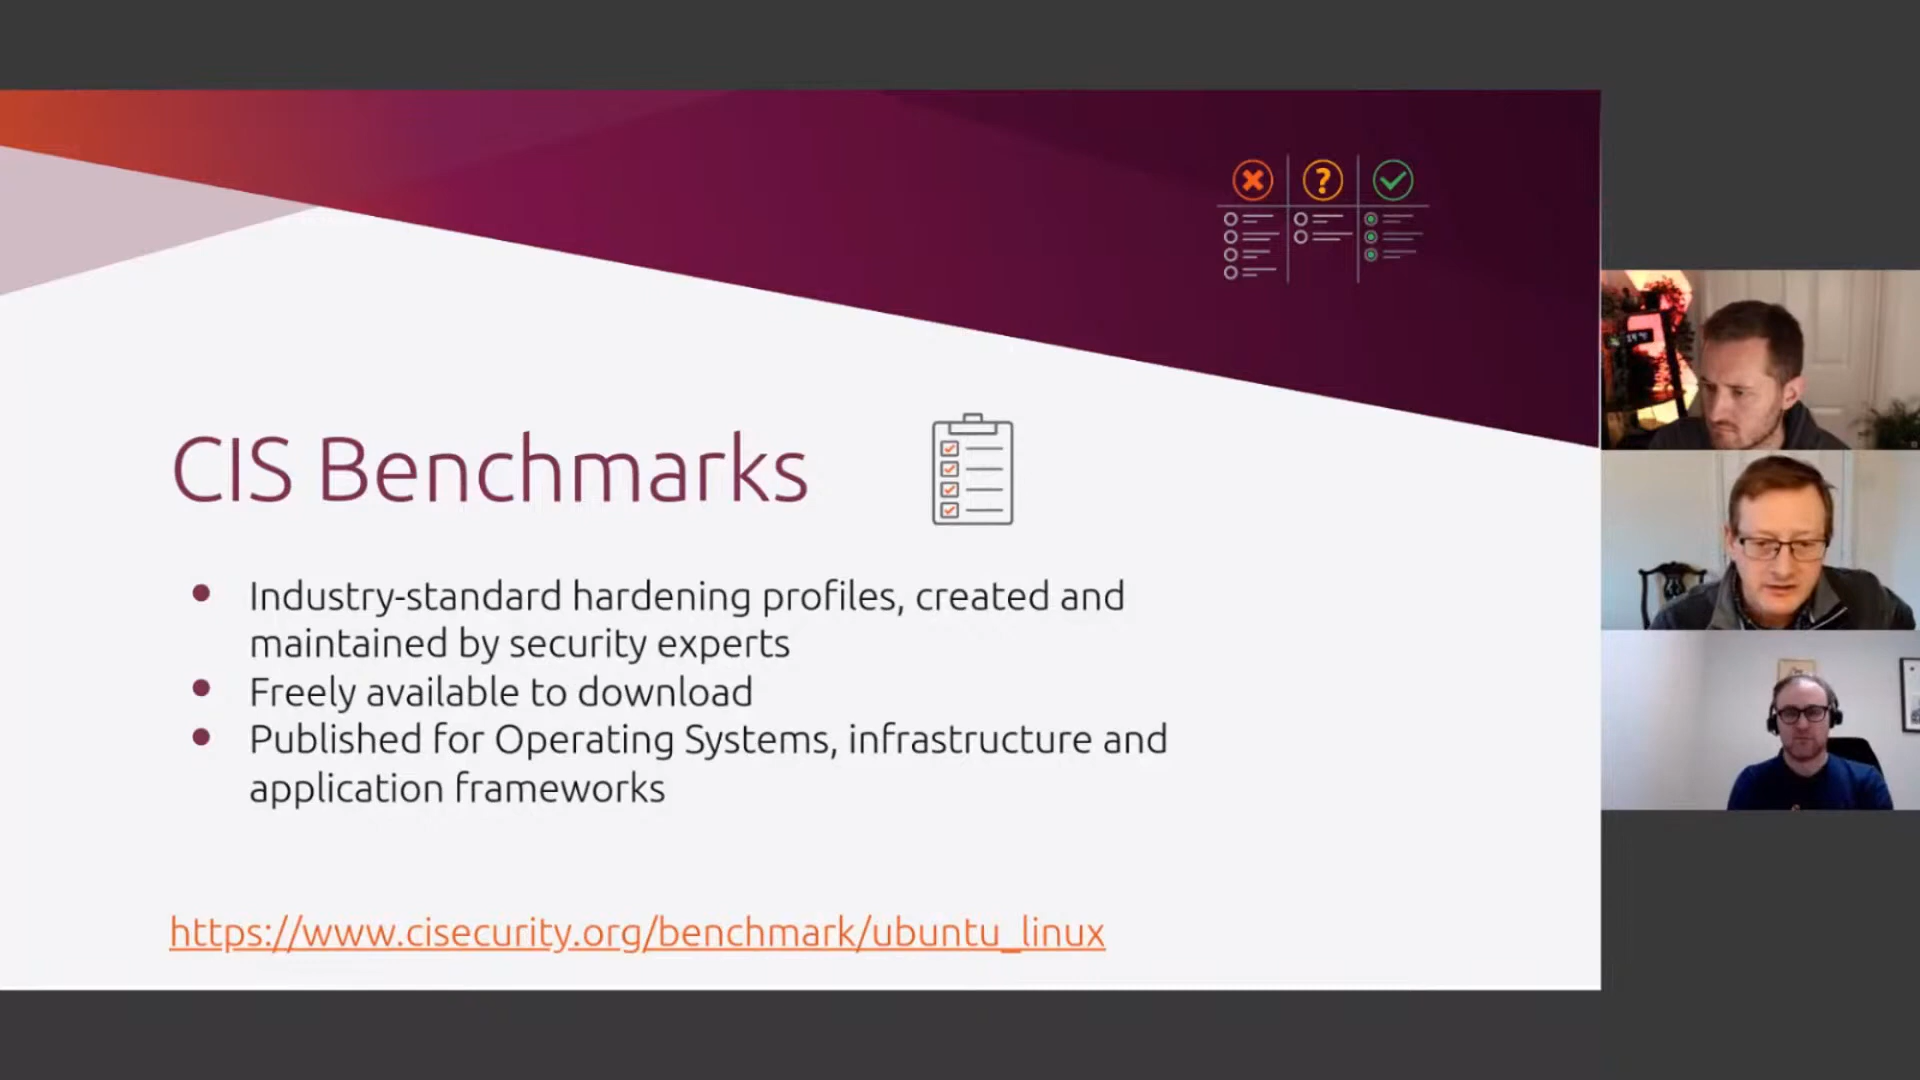 CIS Benchmarks
Industry-standard hardening profiles, created and
maintained by security experts
Freely available to download
Published for Operating Systems, infrastructure and
application frameworks
https://www.cisecurity.org/benchmark/ubuntu_linux